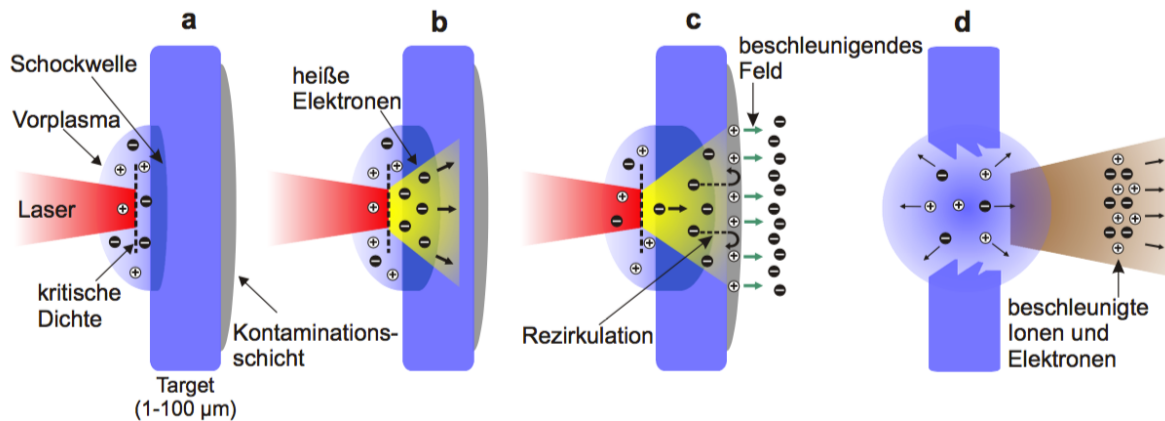 a
b
c
d
Schockwelle
Vorplasma
Laser
kritische
Dichte
Target
(1-100 µm)
Kontaminations-
schicht
heiße
Elektronen
beschleunigendes
Feld
Rezirkulation
beschleunigte
Ionen und
Elektronen